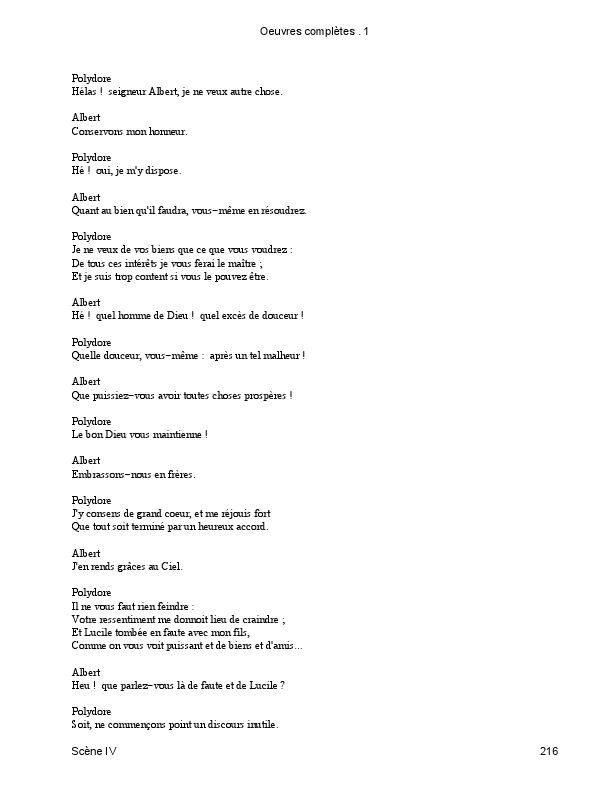 Oeuvres complètes . 1
Polydore
Hélas !  seigneur Albert, je ne veux autre chose.
Albert
Conservons mon honneur.
Polydore
Hé !  oui, je m'y dispose.
Albert
Quant au bien qu'il faudra, vous−même en résoudrez.
Polydore
Je ne veux de vos biens que ce que vous voudrez :
De tous ces intérêts je vous ferai le maître ;
Et je suis trop content si vous le pouvez être.
Albert
Hé !  quel homme de Dieu !  quel excès de douceur !
Polydore
Quelle douceur, vous−même :  après un tel malheur !
Albert
Que puissiez−vous avoir toutes choses prospères !
Polydore
Le bon Dieu vous maintienne !
Albert
Embrassons−nous en frères.
Polydore
J'y consens de grand coeur, et me réjouis fort
Que tout soit terminé par un heureux accord.
Albert
J'en rends grâces au Ciel.
Polydore
Il ne vous faut rien feindre :
Votre ressentiment me donnoit lieu de craindre ;
Et Lucile tombée en faute avec mon fils,
Comme on vous voit puissant et de biens et d'amis...
Albert
Heu !  que parlez−vous là de faute et de Lucile ?
Polydore
Soit, ne commençons point un discours inutile.
Scène IV
216